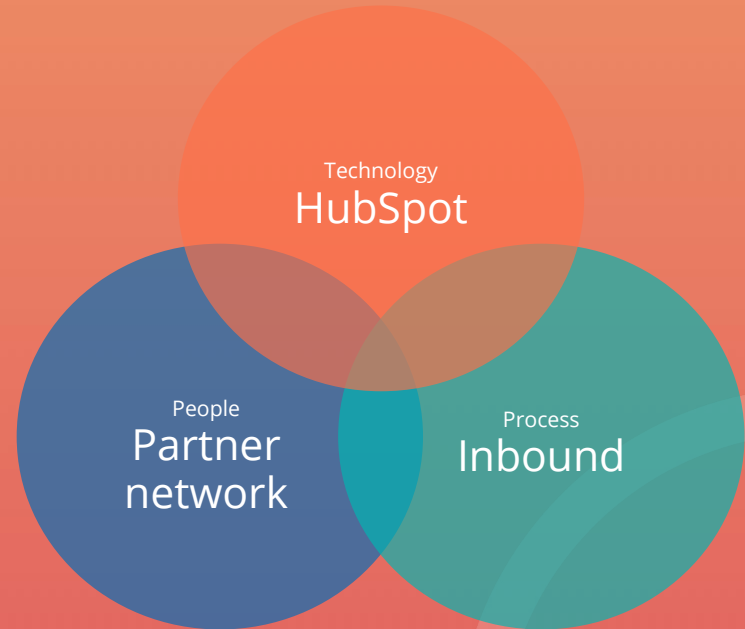 Technology
HubSpot
People
Partner
network
Process
Inbound